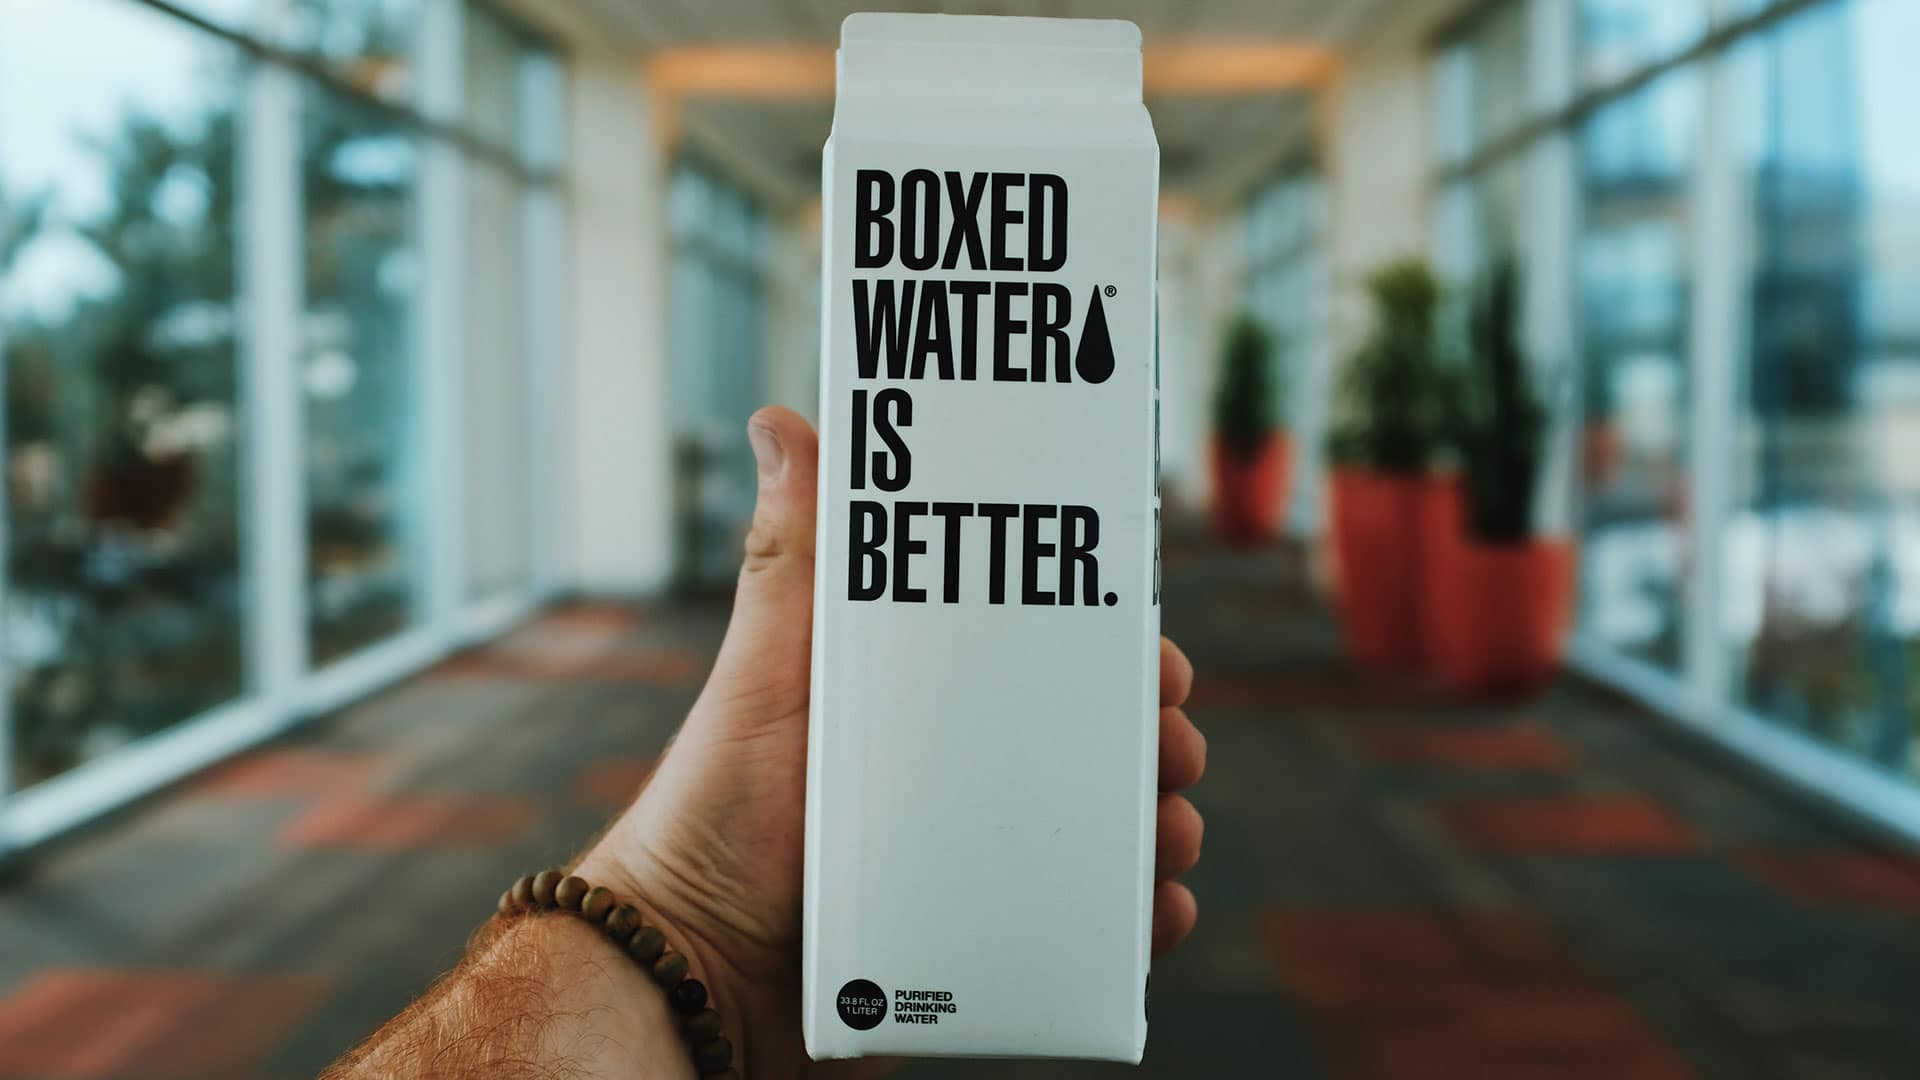 BOXED
WATER®
IS
BETTER.
33.8 FL OZ
1 LITER
PURIFIED
DRINKING
WATER